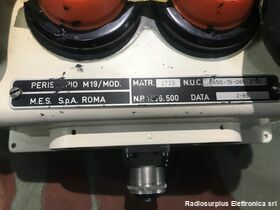 PERISCOPIO M19/MOD. MATR. 2725 N.U.C.
M.E.S. S.p.A. ROMA N.P. DATA
Radiosurplus Elettronica srl